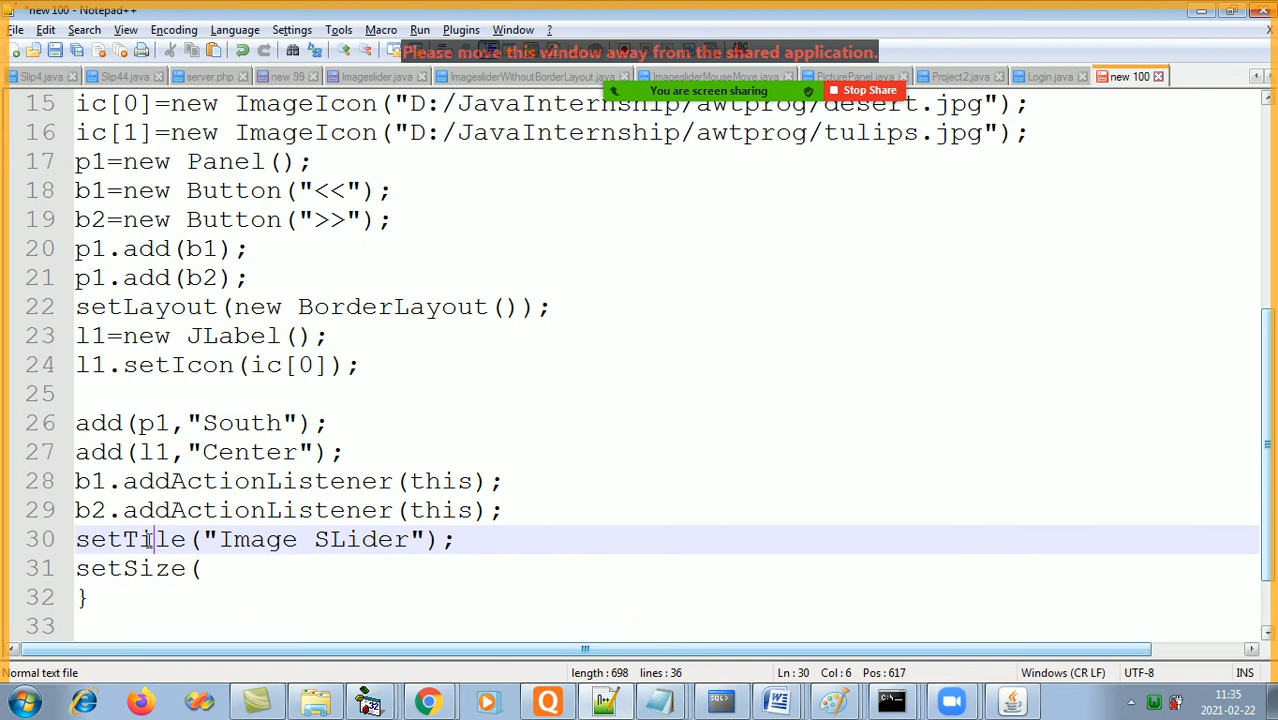 *new 100 - Notepad++
File Edit Search View Encoding Language Settings Tools Macro Run Plugins Window ?
Please move this window away from the shared application.
Slip4.java Slip44.java server.php new 99 Imageslider.java ImagesliderWithoutBorderLayout.java ImagesliderMouseMove.java PicturePanel.java Project2.java Login.java new 100
You are screen sharing Stop Share
15 ic[0]=new ImageIcon("D:/JavaInternship/awtprog/desert.jpg");
16 ic[1]=new ImageIcon("D:/JavaInternship/awtprog/tulips.jpg");
17 p1=new Panel();
18 b1=new Button("<<");
19 b2=new Button(">>");
20 p1.add(b1);
21 p1.add(b2);
22 setLayout(new BorderLayout());
23 l1=new JLabel();
24 l1.setIcon(ic[0]);
25
26 add(p1,"South");
27 add(l1,"Center");
28 b1.addActionListener(this);
29 b2.addActionListener(this);
30 setTile("Image SLider");
31 setSize(
32 }
33
Normal text file length : 698 lines : 36 Ln : 30 Col : 6 Pos : 617 Windows (CR LF) UTF-8 INS
11:35
2021-02-22